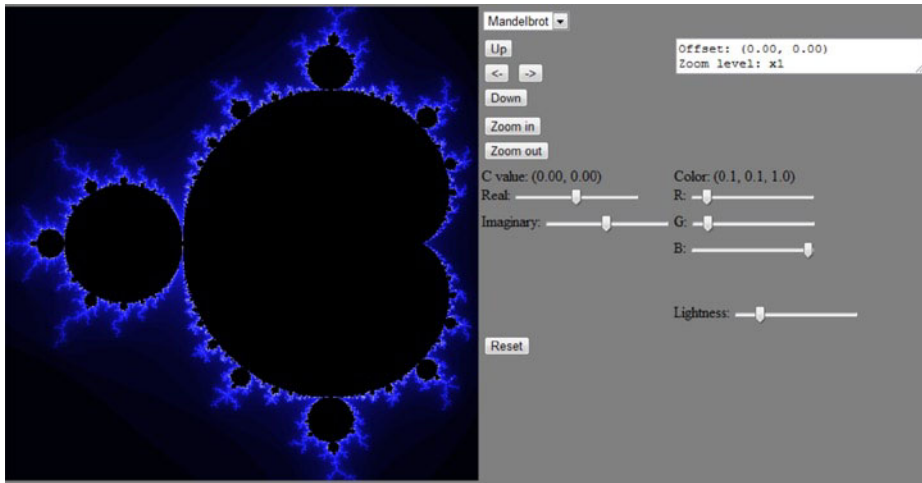 Mandelbrot
Up
Offset: (0.00, 0.00)
Zoom level: x1
<- ->
Down
Zoom in
Zoom out
C value: (0.00, 0.00) Color: (0.1, 0.1, 1.0)
Real: R:
Imaginary: G:
B:
Lightness:
Reset